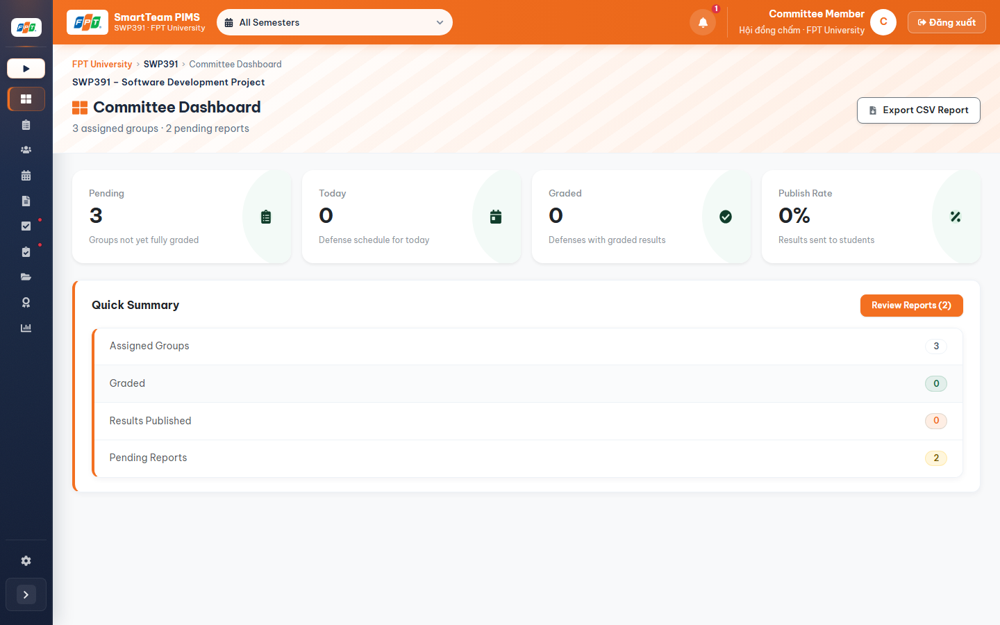 FPT
FPT
SmartTeam PIMS
SWP391 · FPT University
All Semesters
1
Committee Member
Hội đồng chấm · FPT University
C
Đăng xuất
FPT University › SWP391 › Committee Dashboard
SWP391 – Software Development Project
Committee Dashboard
3 assigned groups · 2 pending reports
Export CSV Report
Pending
3
Groups not yet fully graded
Today
0
Defense schedule for today
Graded
0
Defenses with graded results
Publish Rate
0%
Results sent to students
Quick Summary
Review Reports (2)
Assigned Groups 3
Graded 0
Results Published 0
Pending Reports 2